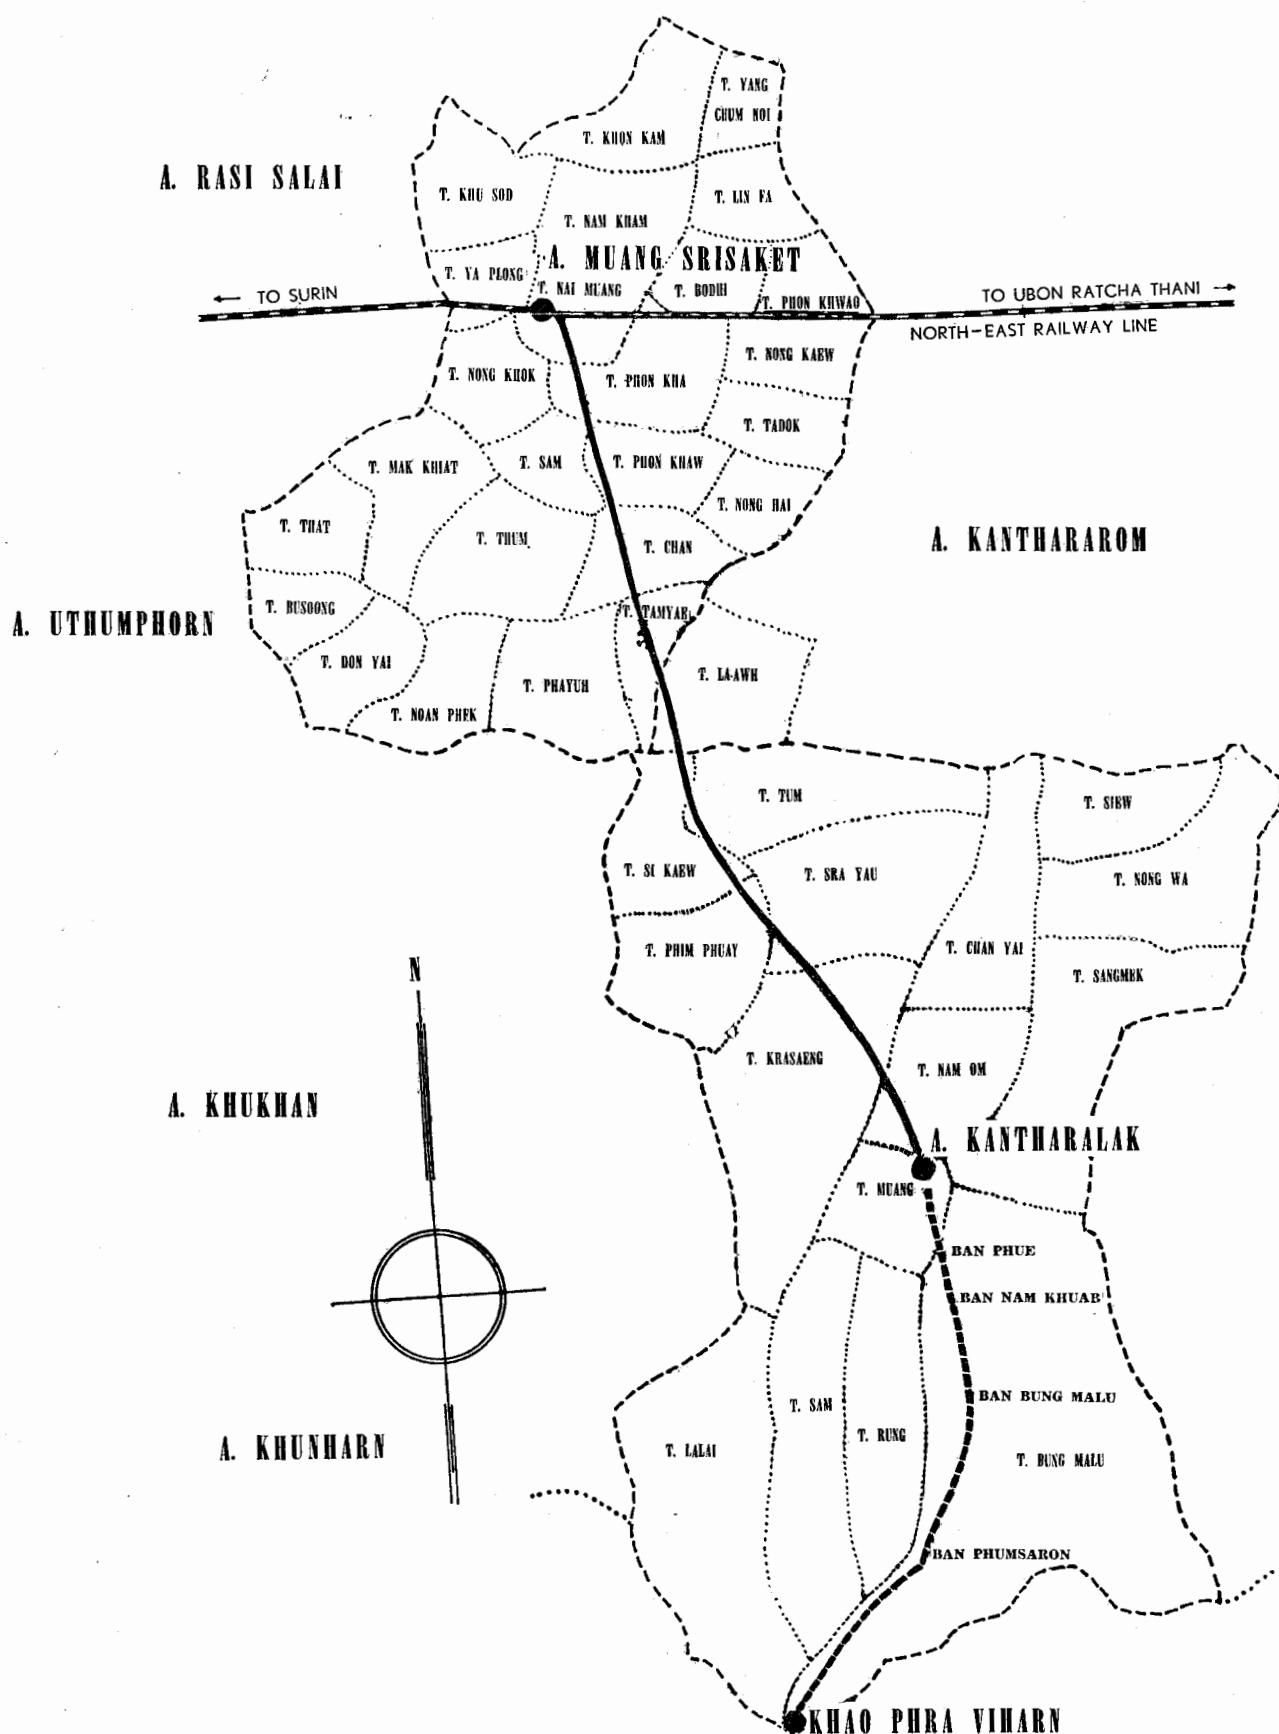 T. YANG
CHUM NOI
T. KHON KAM
A. RASI SALAI
T. KHU SOD
T. LIN FA
T. NAM KHAM
A. MUANG SRISAKET
T. YA PLONG
T. NAI MUANG
T. BODHI
T. PHON KHWAO
← TO SURIN
TO UBON RATCHA THANI →
NORTH-EAST RAILWAY LINE
T. NONG KAEW
T. NONG KHOK
T. PHON KHA
T. TADOK
T. MAK KHIAT
T. SAM
T. PHON KHAW
T. NONG HAI
T. THAT
T. THUM
T. CHAN
A. KANTHARAROM
T. BUSOONG
T. TAMYAE
A. UTHUMPHORN
T. DON YAI
T. LA-AWH
T. PHAYUH
T. NOAN PHEK
T. TUM
T. SIEW
T. SI KAEW
T. SRA YAU
T. NONG WA
T. PHIM PHUAY
T. CHAN YAI
T. SANGMEK
N
T. KRASAENG
T. NAM OM
A. KHUKHAN
A. KANTHARALAK
T. MUANG
BAN PHUE
BAN NAM KHUAB
BAN BUNG MALU
T. SAM
T. RUNG
A. KHUNHARN
T. LALAI
T. BUNG MALU
BAN PHUMSARON
KHAO PHRA VIHARN